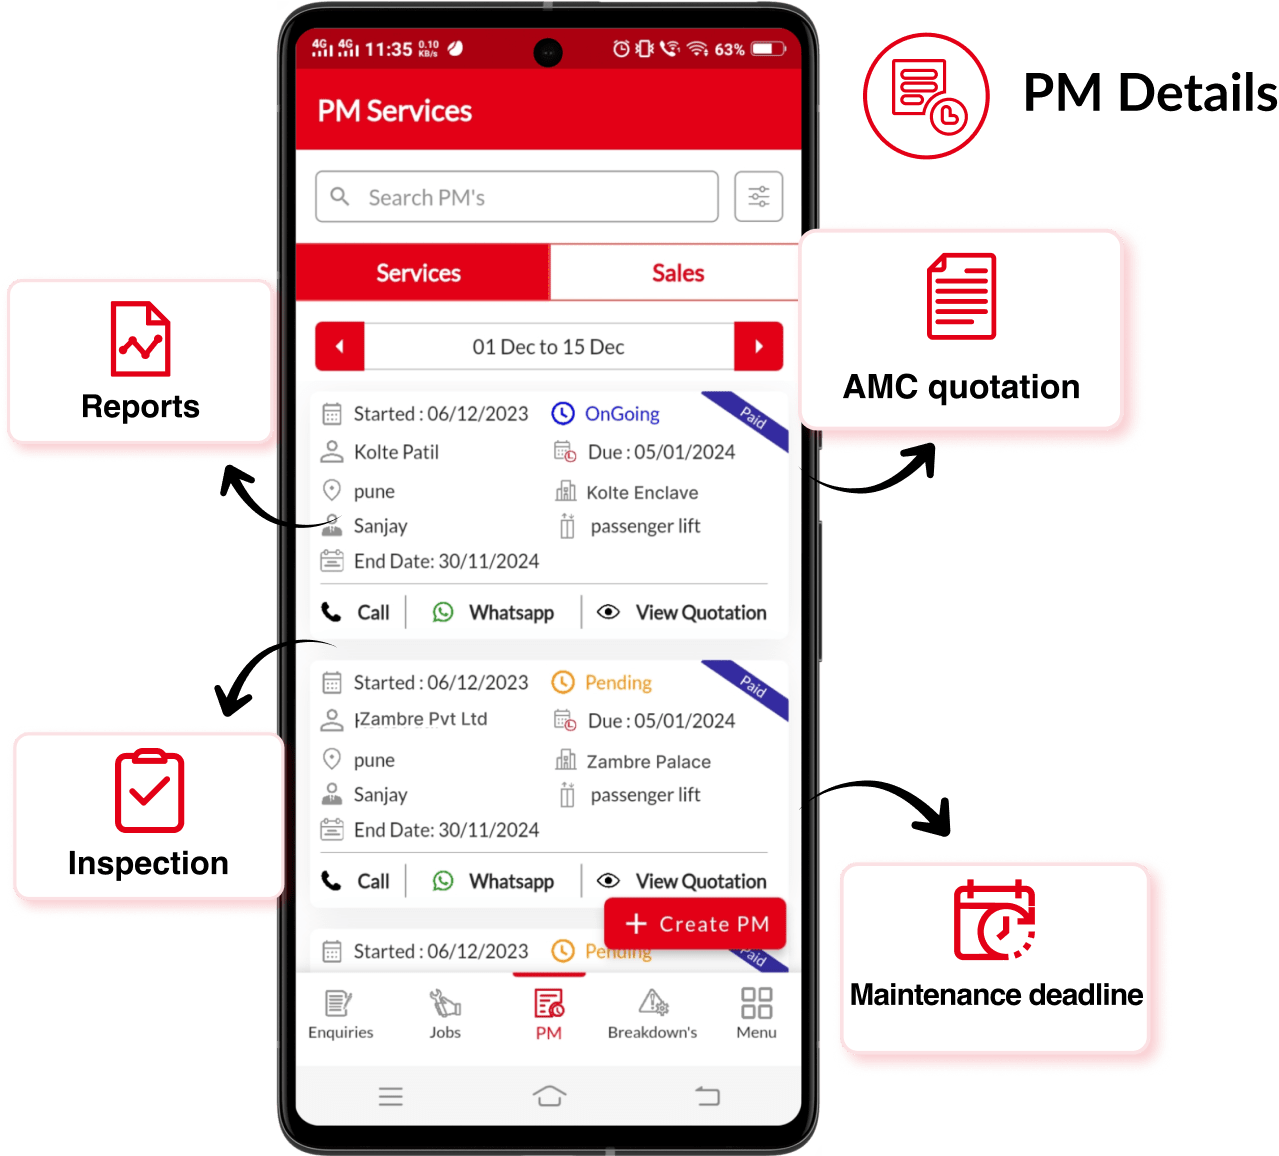 4G 4G 11:35 0.10 KB/s 63%
PM Services
PM Details
Search PM's
Services Sales
01 Dec to 15 Dec
Reports
AMC quotation
Started : 06/12/2023 OnGoing Paid
Kolte Patil Due : 05/01/2024
pune Kolte Enclave
Sanjay passenger lift
End Date: 30/11/2024
Call Whatsapp View Quotation
Started : 06/12/2023 Pending Paid
Zambre Pvt Ltd Due : 05/01/2024
pune Zambre Palace
Sanjay passenger lift
End Date: 30/11/2024
Call Whatsapp View Quotation
Inspection
+ Create PM
Started : 06/12/2023 Pending Paid
Maintenance deadline
Enquiries Jobs PM Breakdown's Menu